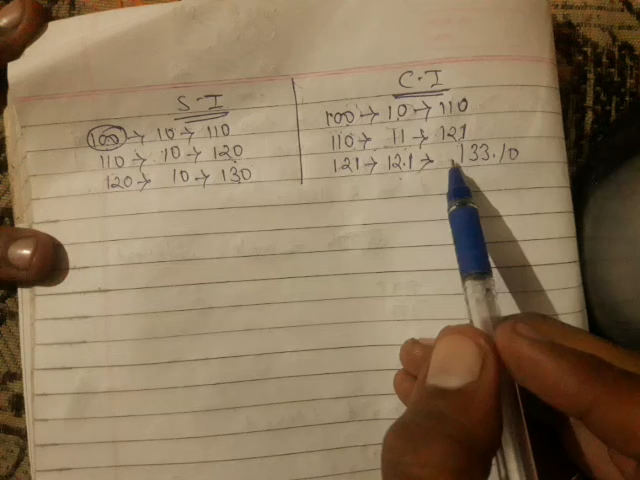 S.I
100 → 10 → 110
110 → 10 → 120
120 → 10 → 130
C.I
100 → 10 → 110
110 → 11 → 121
121 → 12.1 → 133.10